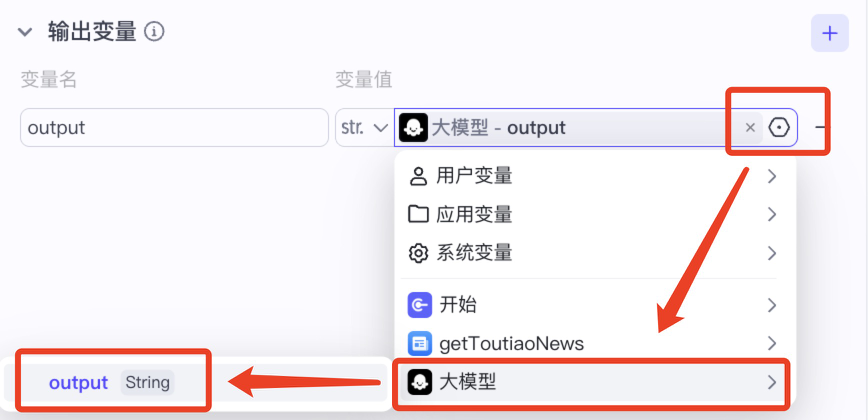 输出变量
变量名 变量值
output str. 大模型 - output
用户变量
应用变量
系统变量
开始
getToutiaoNews
大模型
output String